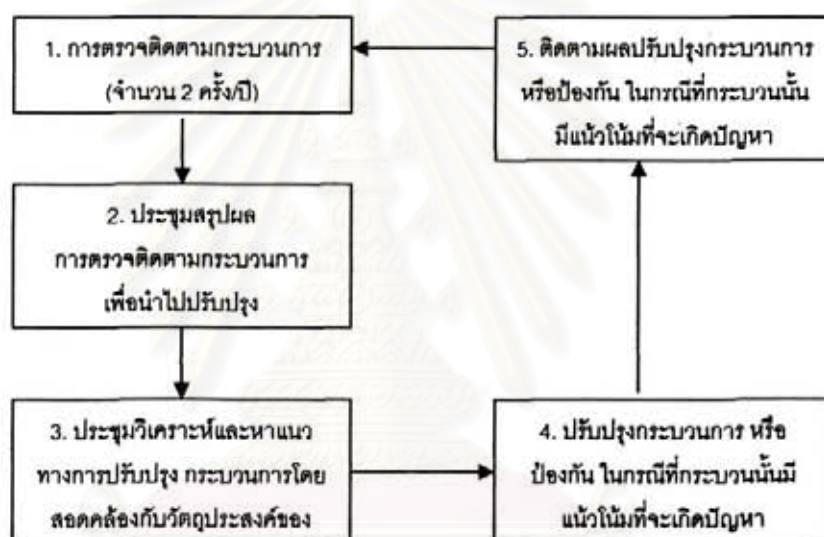 1. การตรวจติดตามกระบวนการ
(จำนวน 2 ครั้ง/ปี)
2. ประชุมสรุปผล
การตรวจติดตามกระบวนการ
เพื่อนำไปปรับปรุง
3. ประชุมวิเคราะห์และหาแนว
ทางการปรับปรุง กระบวนการโดย
สอดคล้องกับวัตถุประสงค์ของ
4. ปรับปรุงกระบวนการ หรือ
ป้องกัน ในกรณีที่กระบวนนั้นมี
แน้วโน้มที่จะเกิดปัญหา
5. ติดตามผลปรับปรุงกระบวนการ
หรือป้องกัน ในกรณีที่กระบวนนั้น
มีแน้วโน้มที่จะเกิดปัญหา